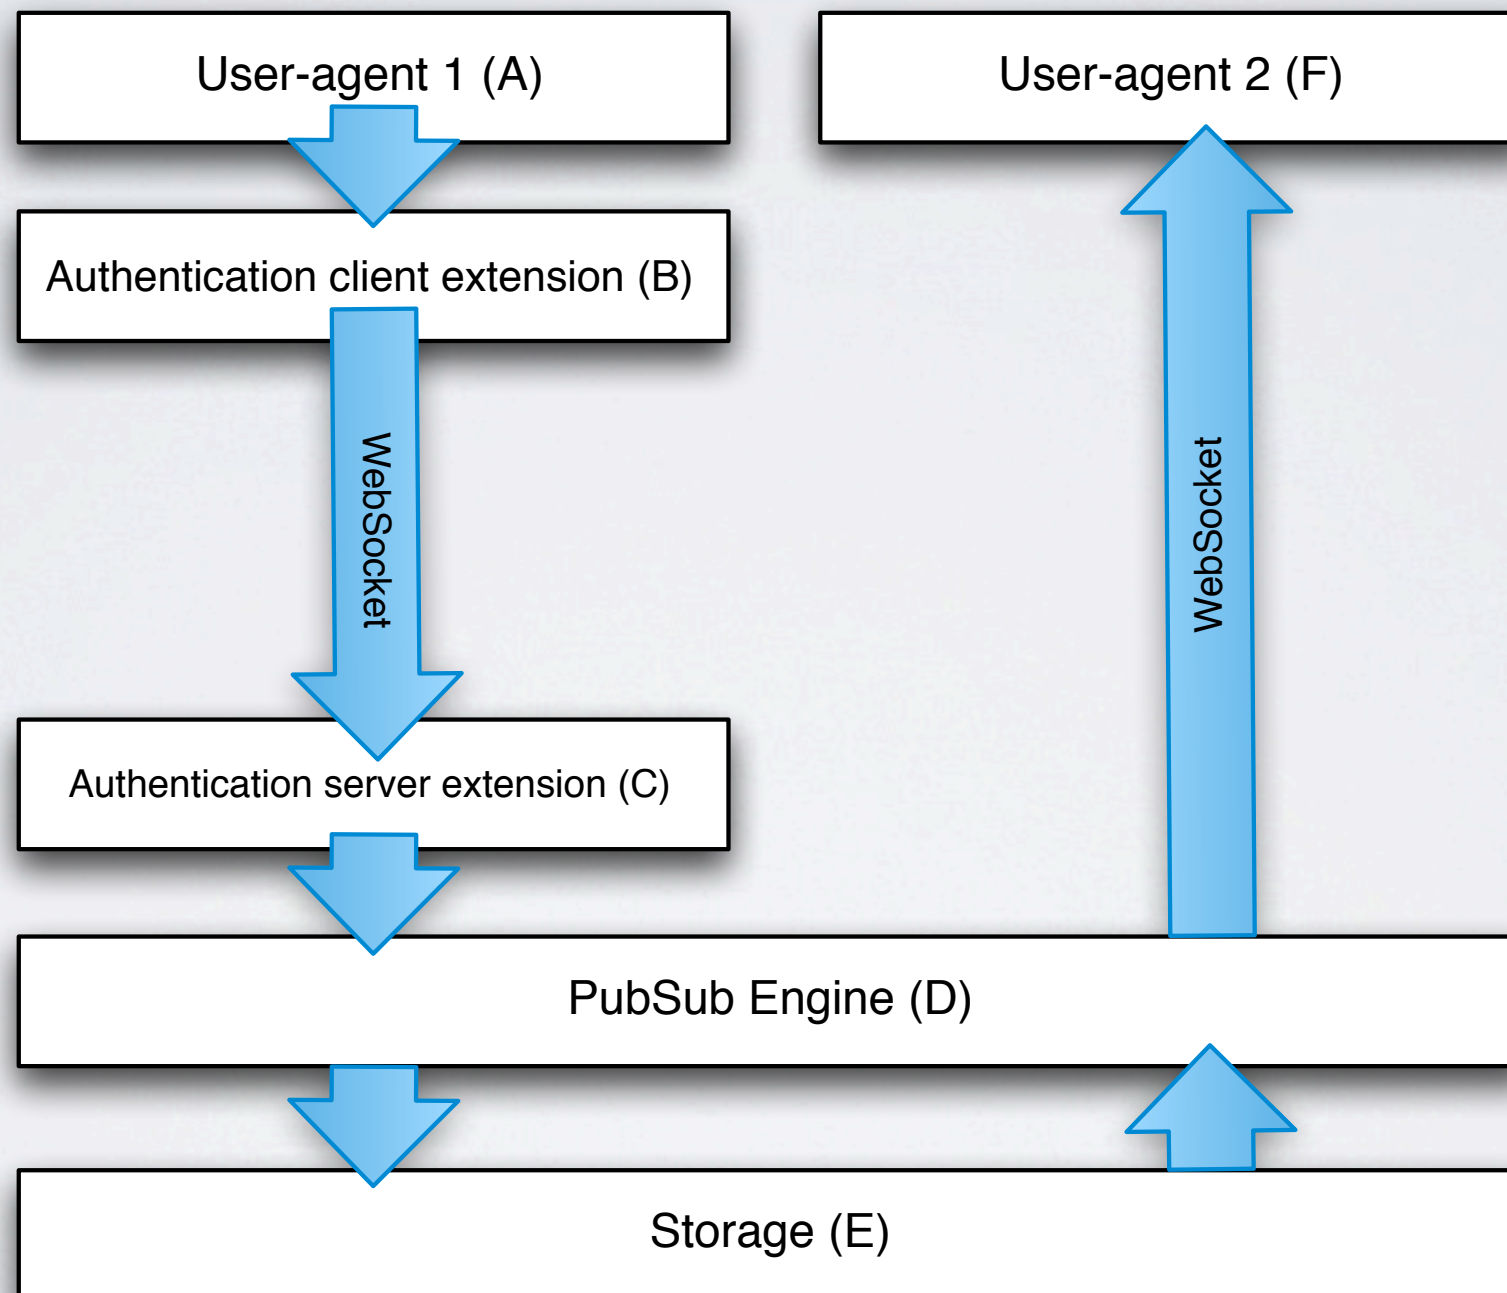 User-agent 1 (A)
User-agent 2 (F)
Authentication client extension (B)
WebSocket
WebSocket
Authentication server extension (C)
PubSub Engine (D)
Storage (E)